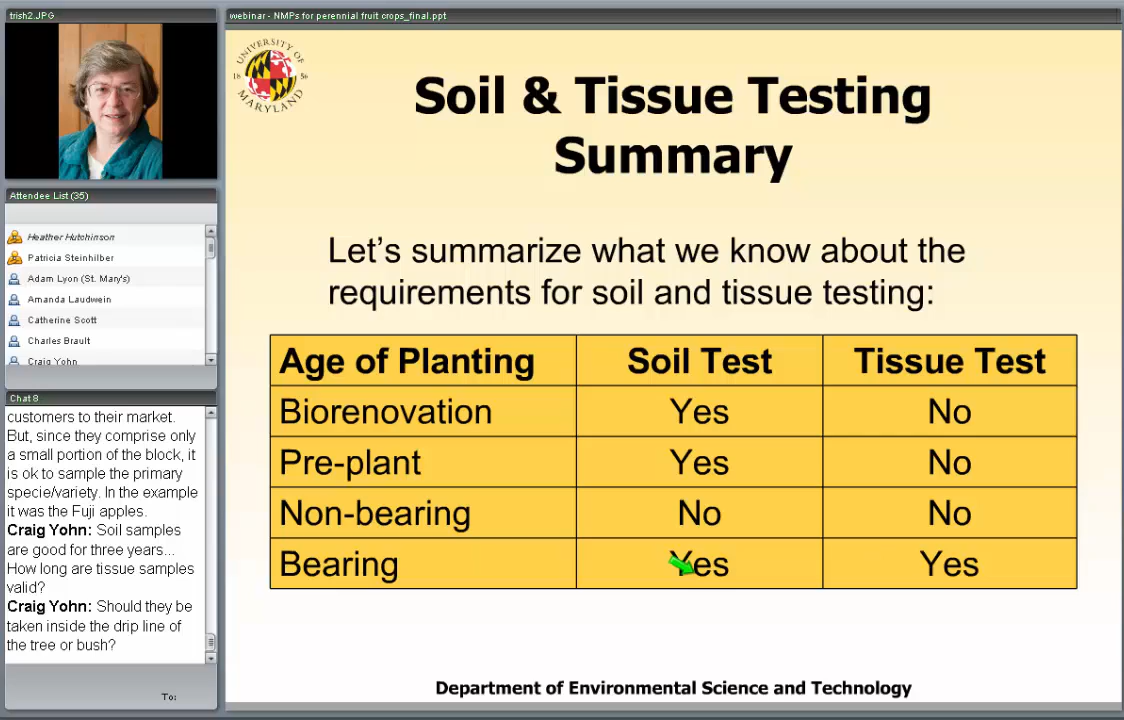 trish2.JPG
Attendee List (35)
Heather Hutchinson
Patricia Steinhilber
Adam Lyon (St. Mary's)
Amanda Laudwein
Catherine Scott
Charles Brault
Craig Yohn
Chat 8
customers to their market.
But, since they comprise only
a small portion of the block, it
is ok to sample the primary
specie/variety. In the example
it was the Fuji apples.
Craig Yohn: Soil samples
are good for three years...
How long are tissue samples
valid?
Craig Yohn: Should they be
taken inside the drip line of
the tree or bush?
To:
webinar - NMPs for perennial fruit crops_final.ppt
UNIVERSITY OF
18 56
MARYLAND
Soil & Tissue Testing
Summary
Let's summarize what we know about the
requirements for soil and tissue testing:
Age of Planting Soil Test Tissue Test
Biorenovation Yes No
Pre-plant Yes No
Non-bearing No No
Bearing Yes Yes
Department of Environmental Science and Technology